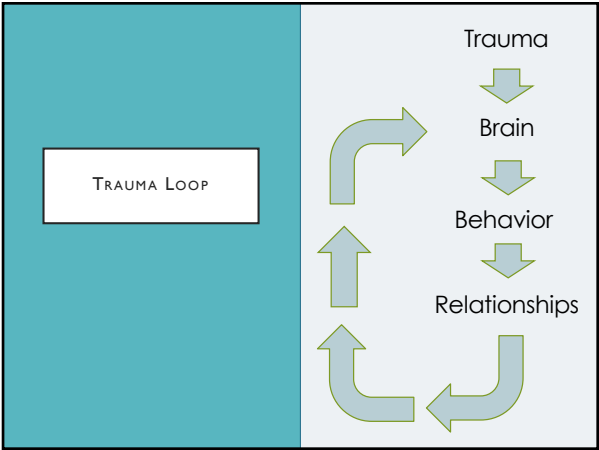 Trauma Loop
Trauma
Brain
Behavior
Relationships